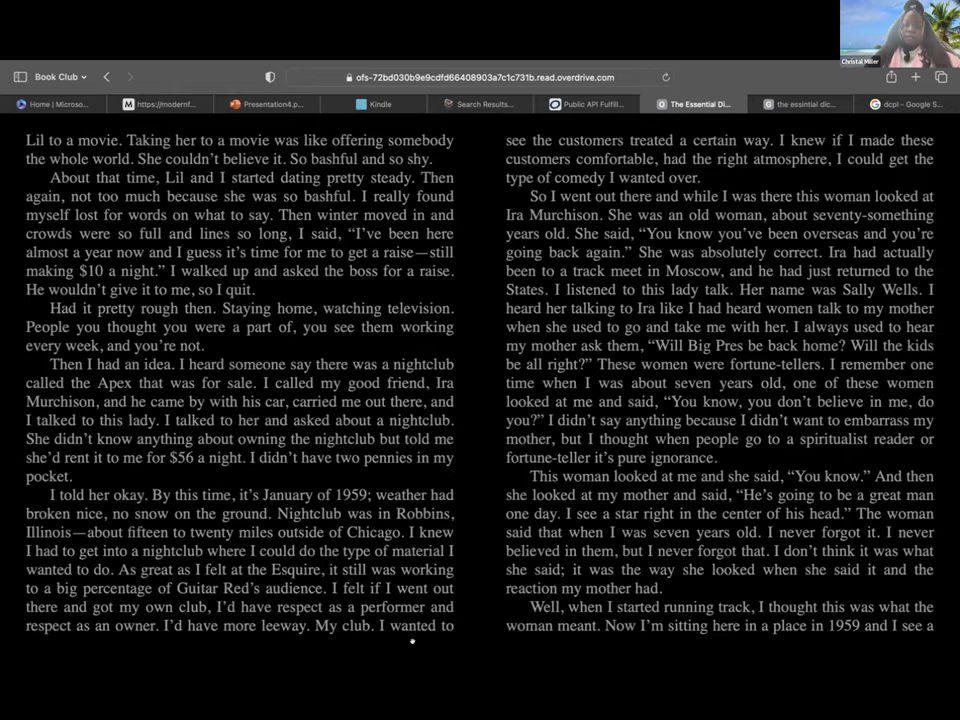 Christal Miller
Book Club
ofs-72bd030b9e9cdfd66408903a7c1c731b.read.overdrive.com
Home | Microso...
https://modernf...
Presentation4.p...
Kindle
Search Results...
Public API Fulfill...
The Essential Di...
the essintial dic...
dcpl - Google S...
Lil to a movie. Taking her to a movie was like offering somebody
the whole world. She couldn’t believe it. So bashful and so shy.
About that time, Lil and I started dating pretty steady. Then
again, not too much because she was so bashful. I really found
myself lost for words on what to say. Then winter moved in and
crowds were so full and lines so long, I said, “I’ve been here
almost a year now and I guess it’s time for me to get a raise—still
making $10 a night.” I walked up and asked the boss for a raise.
He wouldn’t give it to me, so I quit.
Had it pretty rough then. Staying home, watching television.
People you thought you were a part of, you see them working
every week, and you’re not.
Then I had an idea. I heard someone say there was a nightclub
called the Apex that was for sale. I called my good friend, Ira
Murchison, and he came by with his car, carried me out there, and
I talked to this lady. I talked to her and asked about a nightclub.
She didn’t know anything about owning the nightclub but told me
she’d rent it to me for $56 a night. I didn’t have two pennies in my
pocket.
I told her okay. By this time, it’s January of 1959; weather had
broken nice, no snow on the ground. Nightclub was in Robbins,
Illinois—about fifteen to twenty miles outside of Chicago. I knew
I had to get into a nightclub where I could do the type of material I
wanted to do. As great as I felt at the Esquire, it still was working
to a big percentage of Guitar Red’s audience. I felt if I went out
there and got my own club, I’d have respect as a performer and
respect as an owner. I’d have more leeway. My club. I wanted to
see the customers treated a certain way. I knew if I made these
customers comfortable, had the right atmosphere, I could get the
type of comedy I wanted over.
So I went out there and while I was there this woman looked at
Ira Murchison. She was an old woman, about seventy-something
years old. She said, “You know you’ve been overseas and you’re
going back again.” She was absolutely correct. Ira had actually
been to a track meet in Moscow, and he had just returned to the
States. I listened to this lady talk. Her name was Sally Wells. I
heard her talking to Ira like I had heard women talk to my mother
when she used to go and take me with her. I always used to hear
my mother ask them, “Will Big Pres be back home? Will the kids
be all right?” These women were fortune-tellers. I remember one
time when I was about seven years old, one of these women
looked at me and said, “You know, you don’t believe in me, do
you?” I didn’t say anything because I didn’t want to embarrass my
mother, but I thought when people go to a spiritualist reader or
fortune-teller it’s pure ignorance.
This woman looked at me and she said, “You know.” And then
she looked at my mother and said, “He’s going to be a great man
one day. I see a star right in the center of his head.” The woman
said that when I was seven years old. I never forgot it. I never
believed in them, but I never forgot that. I don’t think it was what
she said; it was the way she looked when she said it and the
reaction my mother had.
Well, when I started running track, I thought this was what the
woman meant. Now I’m sitting here in a place in 1959 and I see a